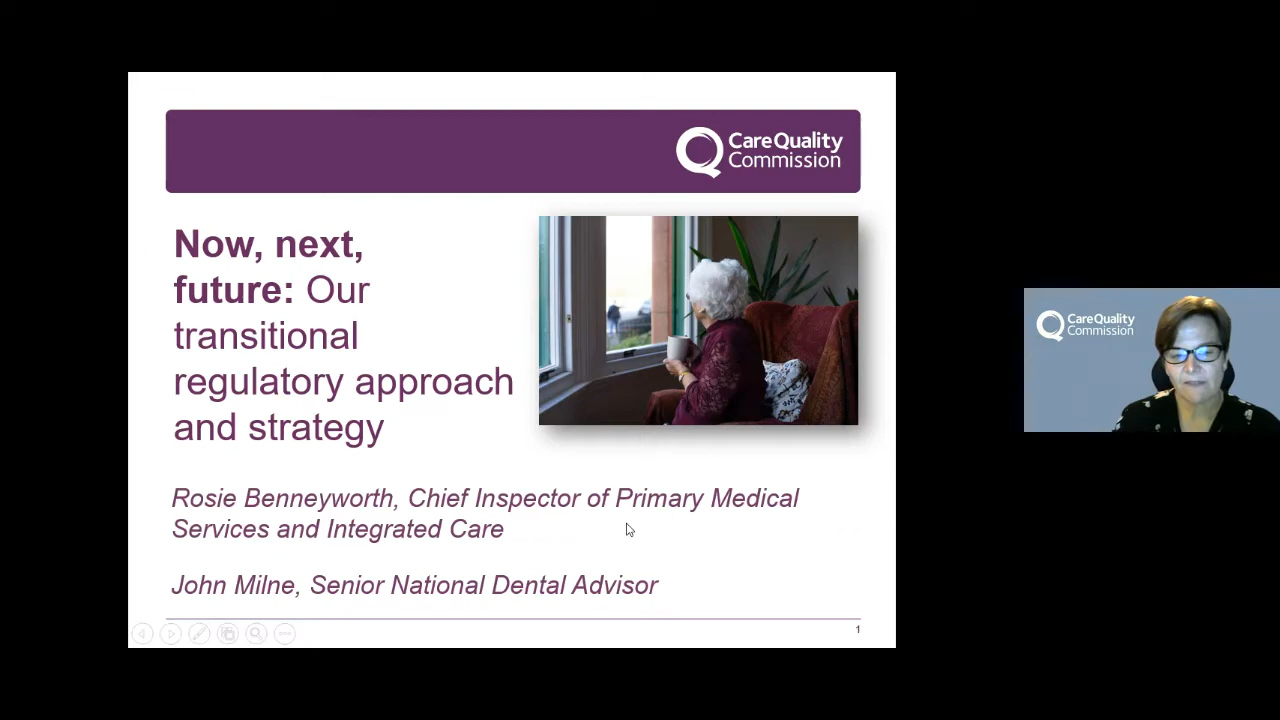 CareQuality
Commission
Now, next,
future: Our
transitional
regulatory approach
and strategy
Rosie Benneyworth, Chief Inspector of Primary Medical
Services and Integrated Care
John Milne, Senior National Dental Advisor
1
CareQuality
Commission